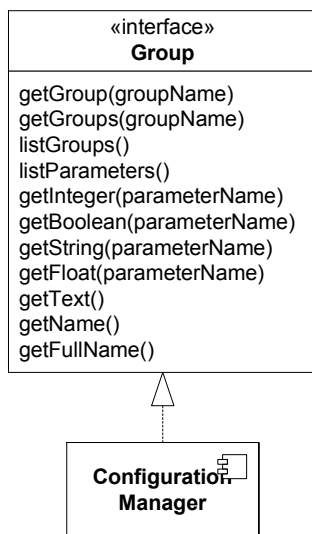 «interface»
Group
getGroup(groupName)
getGroups(groupName)
listGroups()
listParameters()
getInteger(parameterName)
getBoolean(parameterName)
getString(parameterName)
getFloat(parameterName)
getText()
getName()
getFullName()
Configuration
Manager